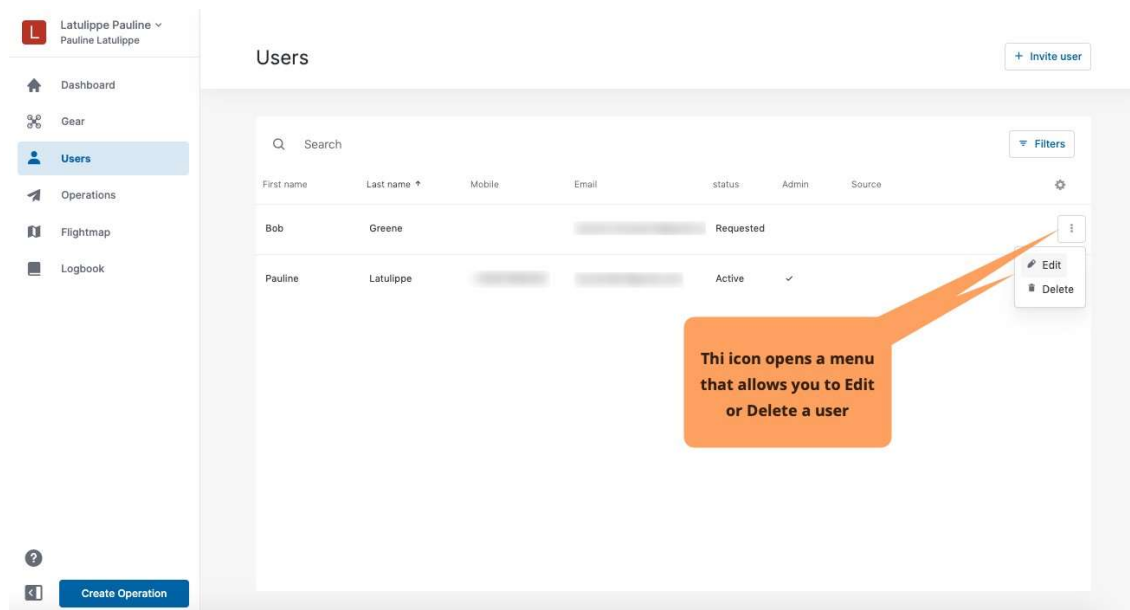 L
Latulippe Pauline
Pauline Latulippe
Dashboard
Gear
Users
Operations
Flightmap
Logbook
Create Operation
Users
+ Invite user
Search
Filters
First name Last name ↑ Mobile Email status Admin Source
Bob Greene Requested
Edit
Delete
Pauline Latulippe Active ✓
Thi icon opens a menu
that allows you to Edit
or Delete a user